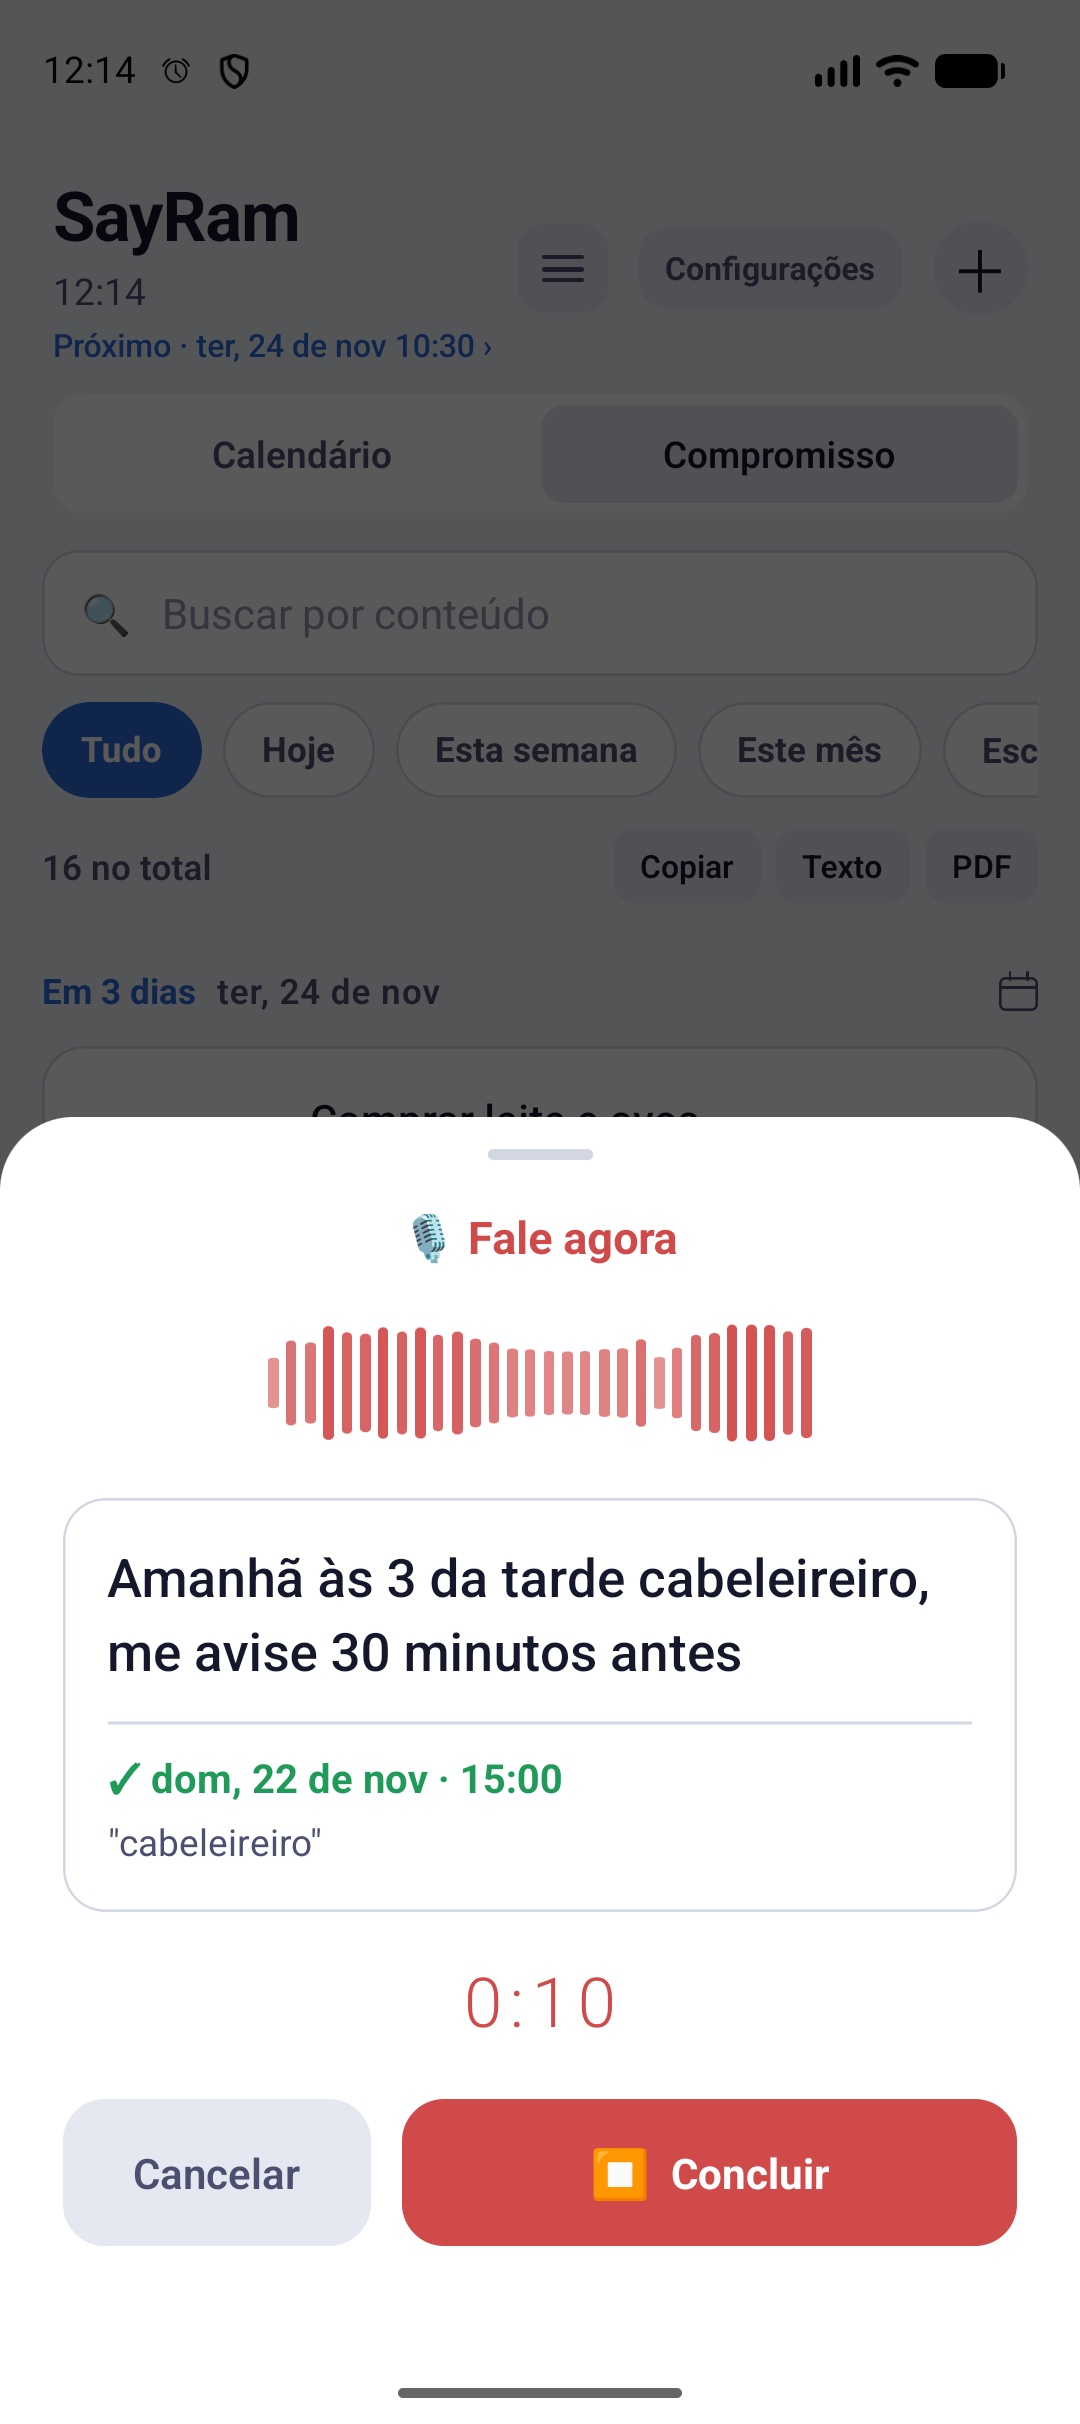 12:14
SayRam
12:14
Próximo · ter, 24 de nov 10:30 ›
Configurações
Calendário
Compromisso
Buscar por conteúdo
Tudo
Hoje
Esta semana
Este mês
Esc
16 no total
Copiar
Texto
PDF
Em 3 dias ter, 24 de nov
Comprar leite e ovos
Fale agora
Amanhã às 3 da tarde cabeleireiro,
me avise 30 minutos antes
✓ dom, 22 de nov · 15:00
"cabeleireiro"
0:10
Cancelar
Concluir